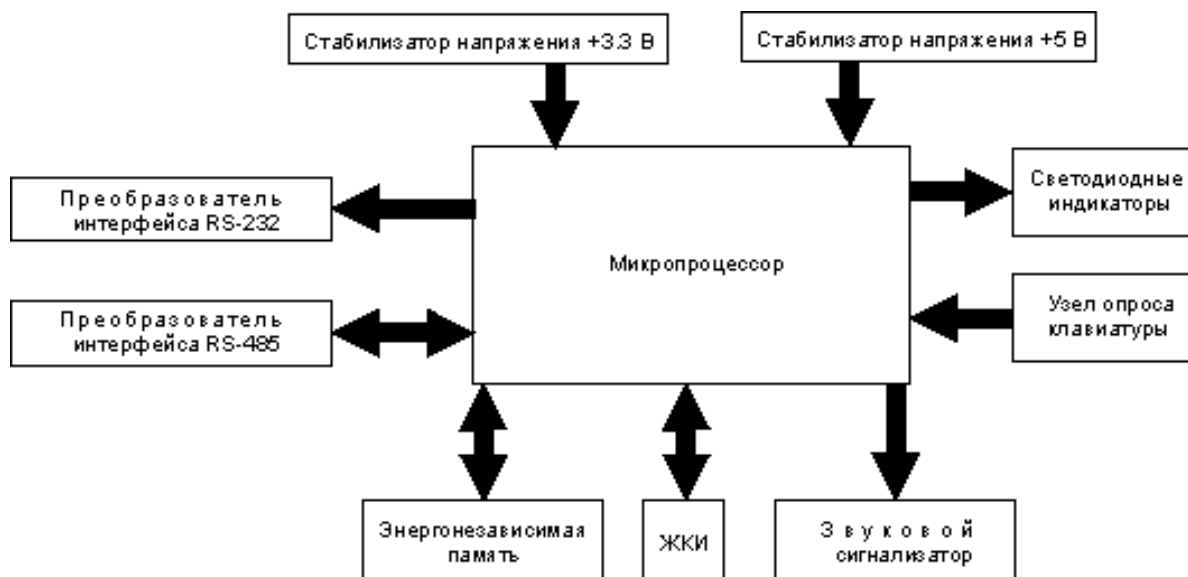 Стабилизатор напряжения +3.3 В
Стабилизатор напряжения +5 В
Преобразователь
интерфейса RS-232
Светодиодные
индикаторы
Микропроцессор
Преобразователь
интерфейса RS-485
Узел опроса
клавиатуры
Энергонезависимая
память
ЖКИ
Звуковой
сигнализатор